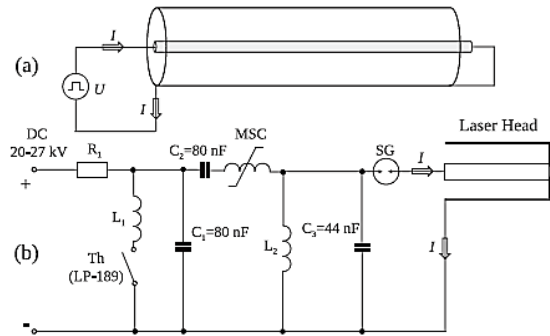 I
(a)
U
I
DC
20-27 kV
R₁
C₂=80 nF
MSC
SG
I
Laser Head
+
L₁
C₁=80 nF
L₂
C₃=44 nF
I
(b)
Th
(LP-189)
-